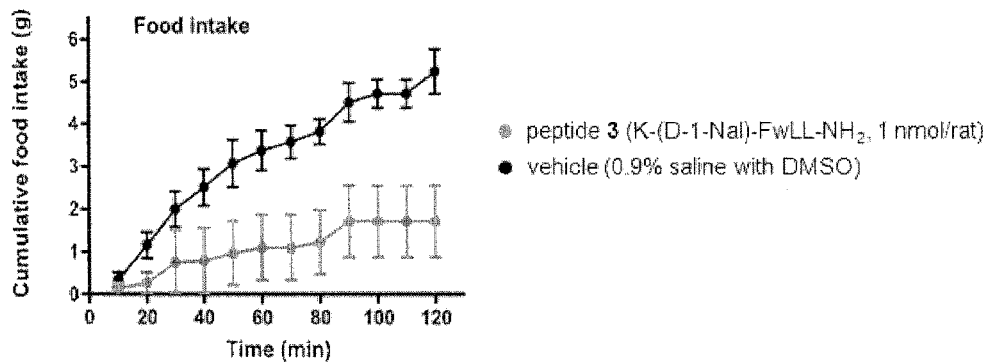 Food intake
Cumulative food intake (g)
6
5
4
3
2
1
0
0 20 40 60 80 100 120
Time (min)
peptide 3 (K-(D-1-Nal)-FwLL-NH₂, 1 nmol/rat)
vehicle (0.9% saline with DMSO)